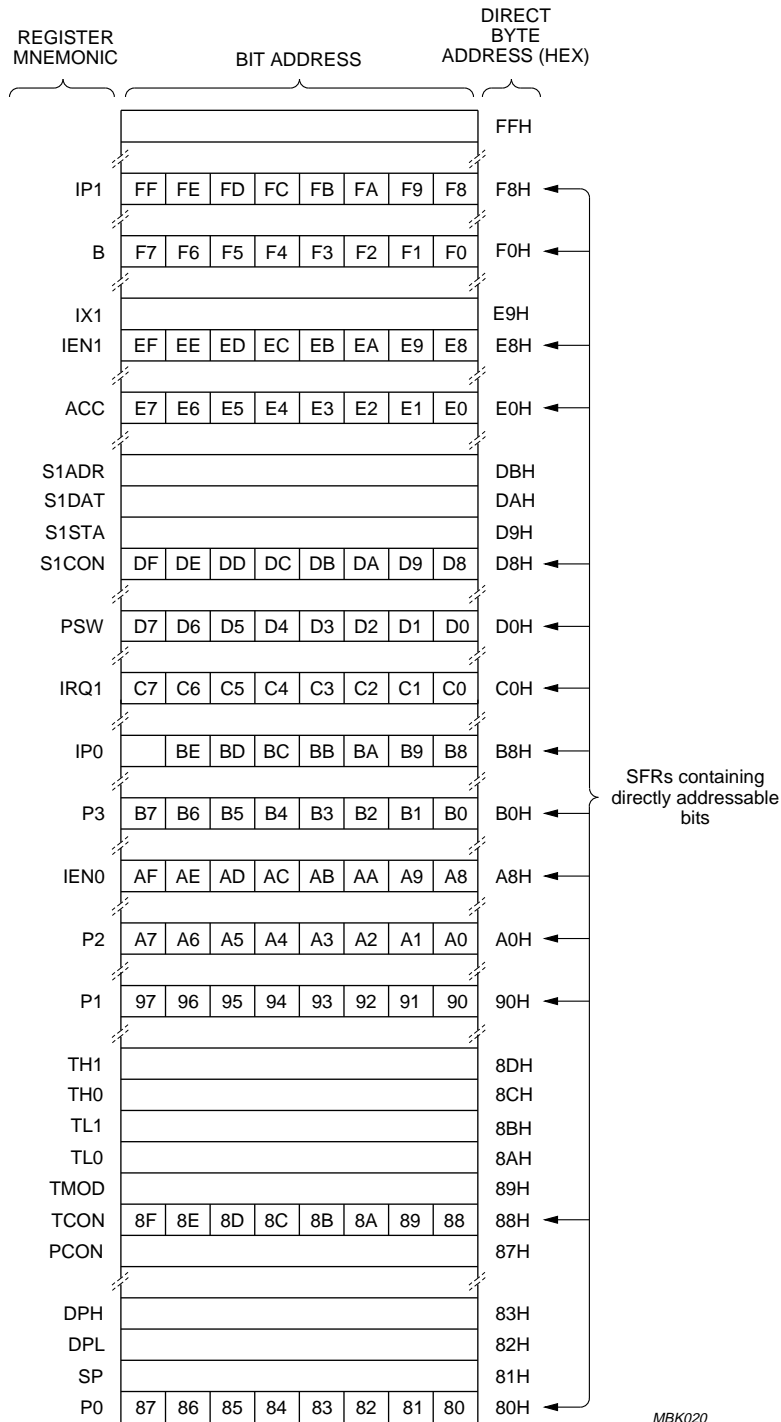 REGISTER MNEMONIC
BIT ADDRESS
DIRECT BYTE ADDRESS (HEX)
FFH
IP1 FF FE FD FC FB FA F9 F8 F8H
B F7 F6 F5 F4 F3 F2 F1 F0 F0H
IX1 E9H
IEN1 EF EE ED EC EB EA E9 E8 E8H
ACC E7 E6 E5 E4 E3 E2 E1 E0 E0H
S1ADR DBH
S1DAT DAH
S1STA D9H
S1CON DF DE DD DC DB DA D9 D8 D8H
PSW D7 D6 D5 D4 D3 D2 D1 D0 D0H
IRQ1 C7 C6 C5 C4 C3 C2 C1 C0 C0H
IP0 BE BD BC BB BA B9 B8 B8H
SFRs containing
directly addressable
bits
P3 B7 B6 B5 B4 B3 B2 B1 B0 B0H
IEN0 AF AE AD AC AB AA A9 A8 A8H
P2 A7 A6 A5 A4 A3 A2 A1 A0 A0H
P1 97 96 95 94 93 92 91 90 90H
TH1 8DH
TH0 8CH
TL1 8BH
TL0 8AH
TMOD 89H
TCON 8F 8E 8D 8C 8B 8A 89 88 88H
PCON 87H
DPH 83H
DPL 82H
SP 81H
P0 87 86 85 84 83 82 81 80 80H
MBK020